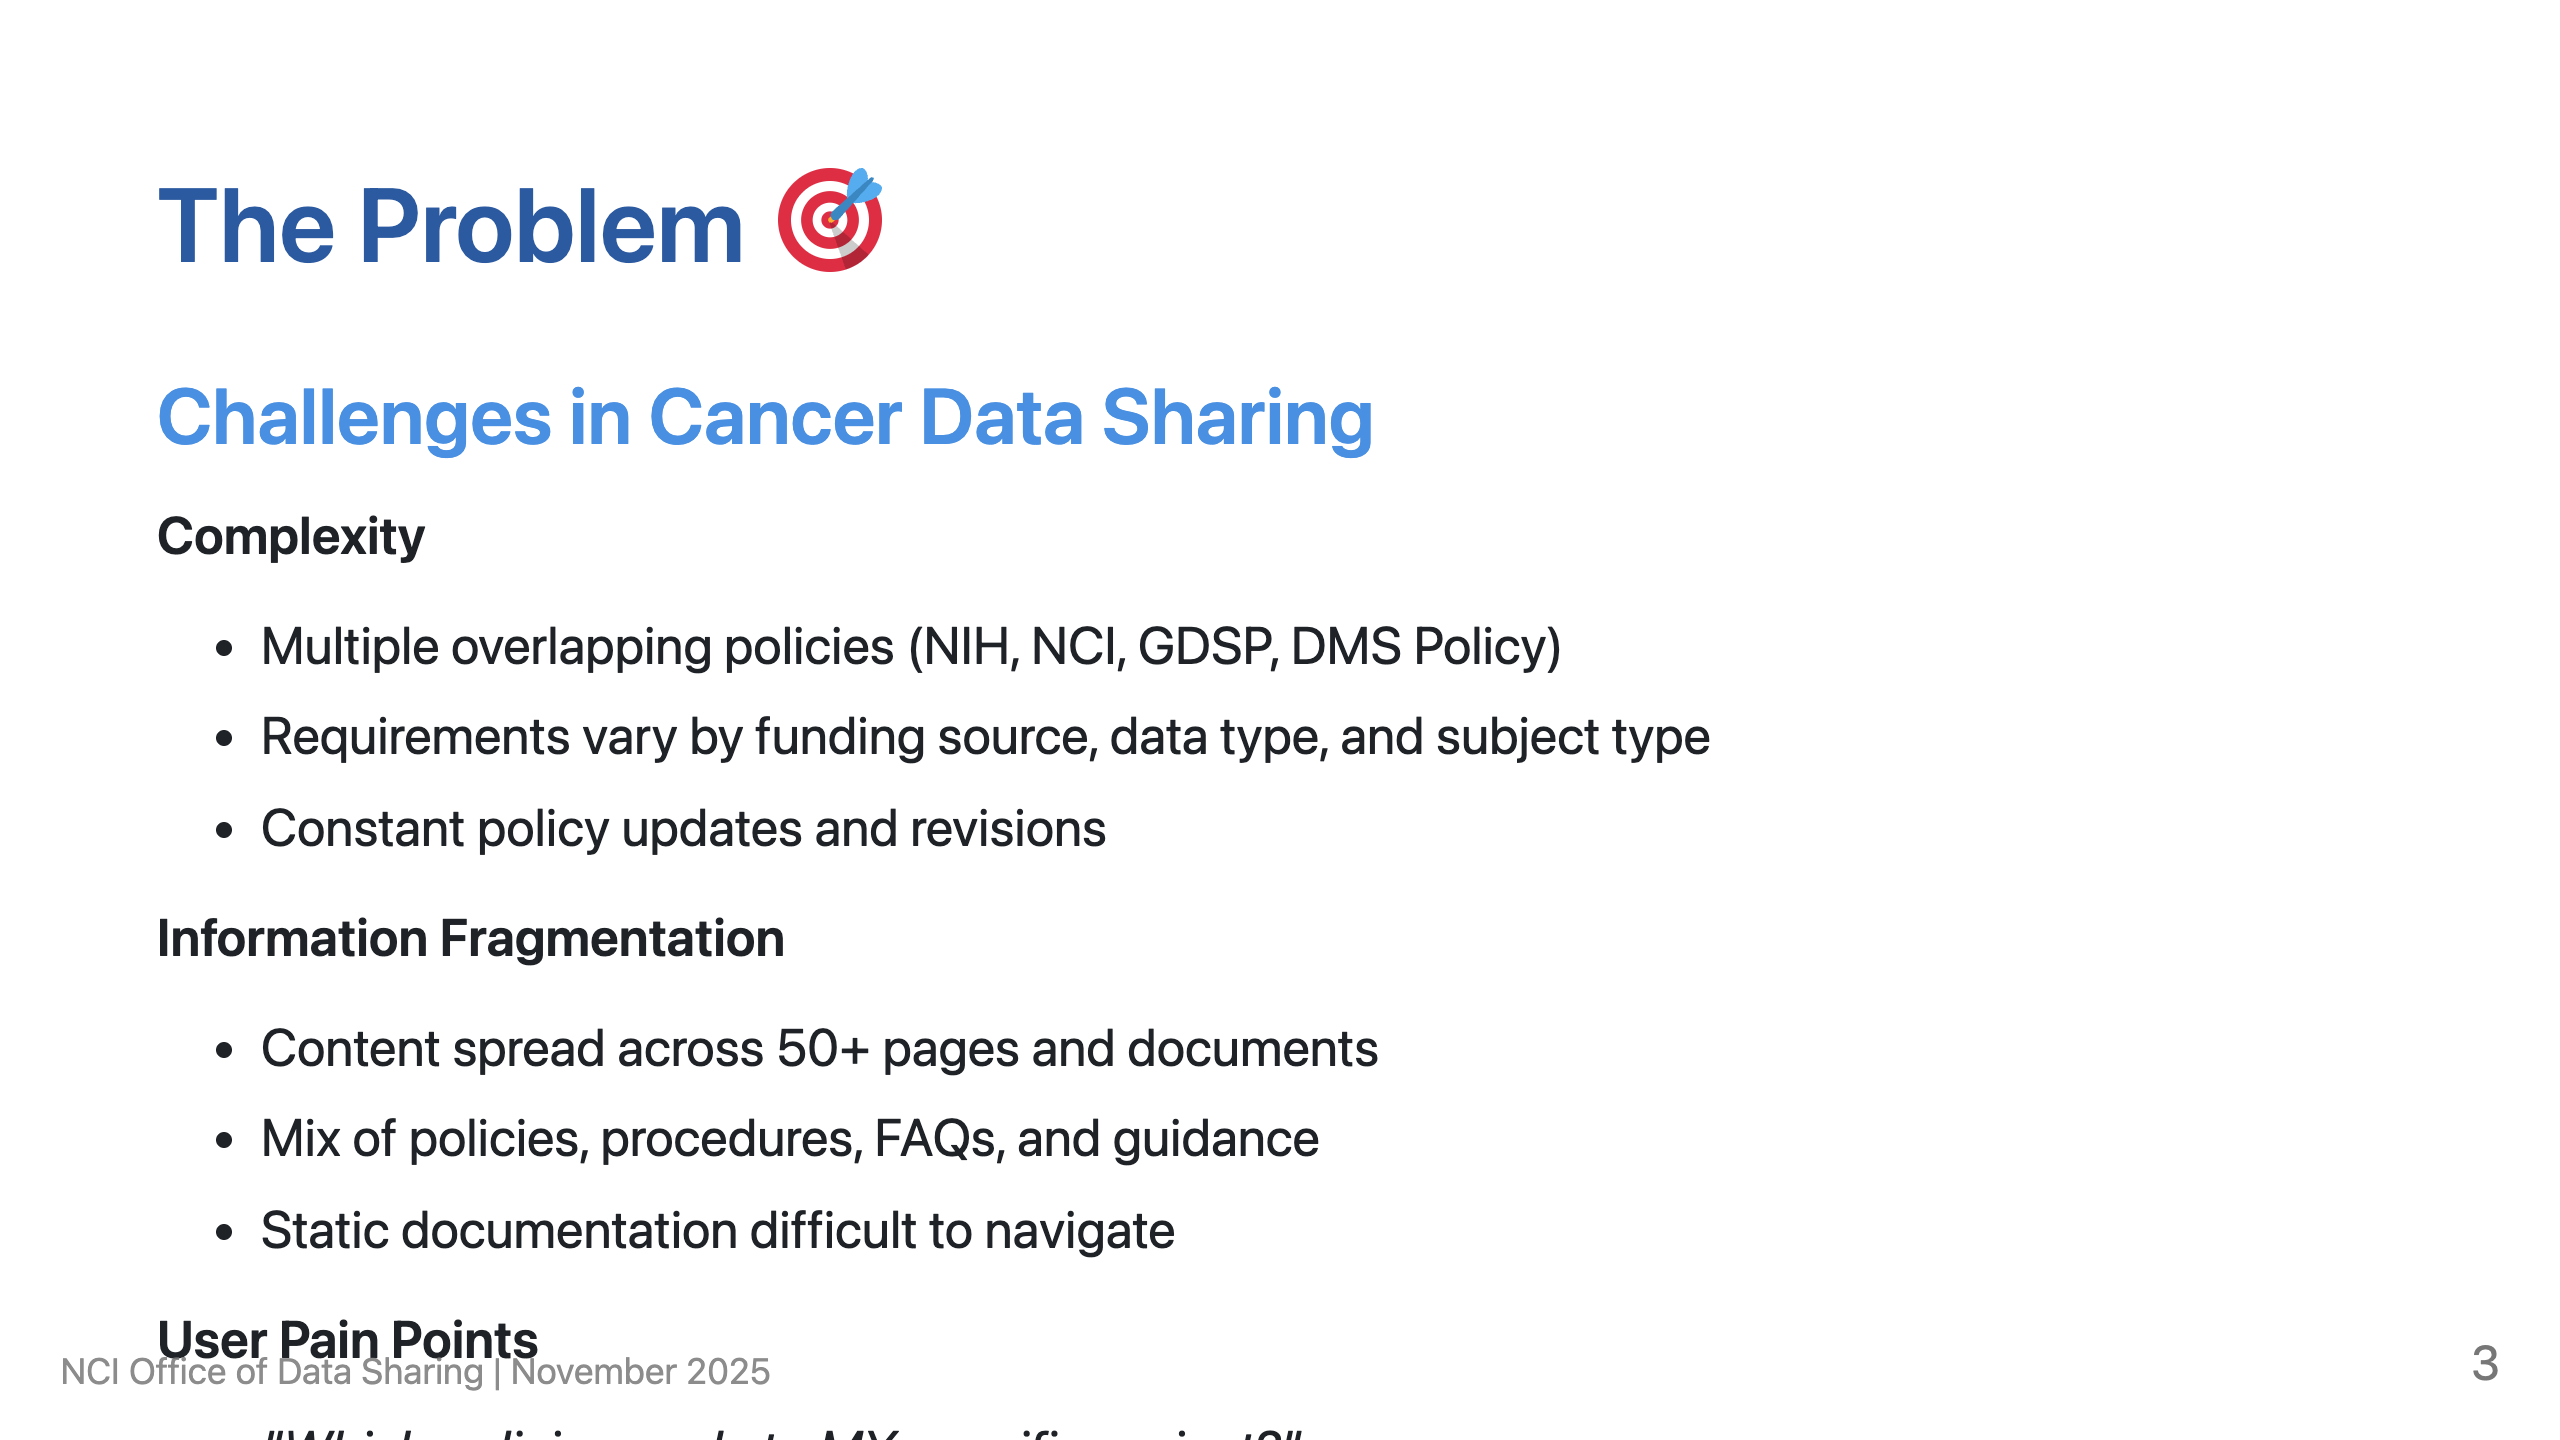 The Problem 🎯
Challenges in Cancer Data Sharing
Complexity
• Multiple overlapping policies (NIH, NCI, GDSP, DMS Policy)
• Requirements vary by funding source, data type, and subject type
• Constant policy updates and revisions
Information Fragmentation
• Content spread across 50+ pages and documents
• Mix of policies, procedures, FAQs, and guidance
• Static documentation difficult to navigate
User Pain Points
NCI Office of Data Sharing | November 2025
3
"Which MY